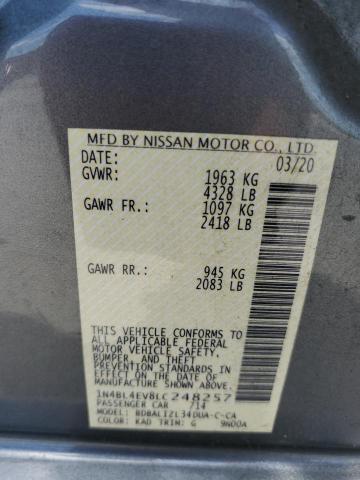 MFD BY NISSAN MOTOR CO., LTD.
DATE: 03/20
GVWR: 1963 KG
4328 LB
GAWR FR.: 1097 KG
2418 LB
GAWR RR.: 945 KG
2083 LB
THIS VEHICLE CONFORMS TO
ALL APPLICABLE FEDERAL
MOTOR VEHICLE SAFETY,
BUMPER, AND THEFT
PREVENTION STANDARDS
IN EFFECT ON THE DATE OF
MANUFACTURE SHOWN ABOVE.
1N4BL4EV8LC248257
PASSENGER CAR /14
MODEL: BDBALIZL34DUA-C-CA
COLOR: KAD TRIM: G 9N00A